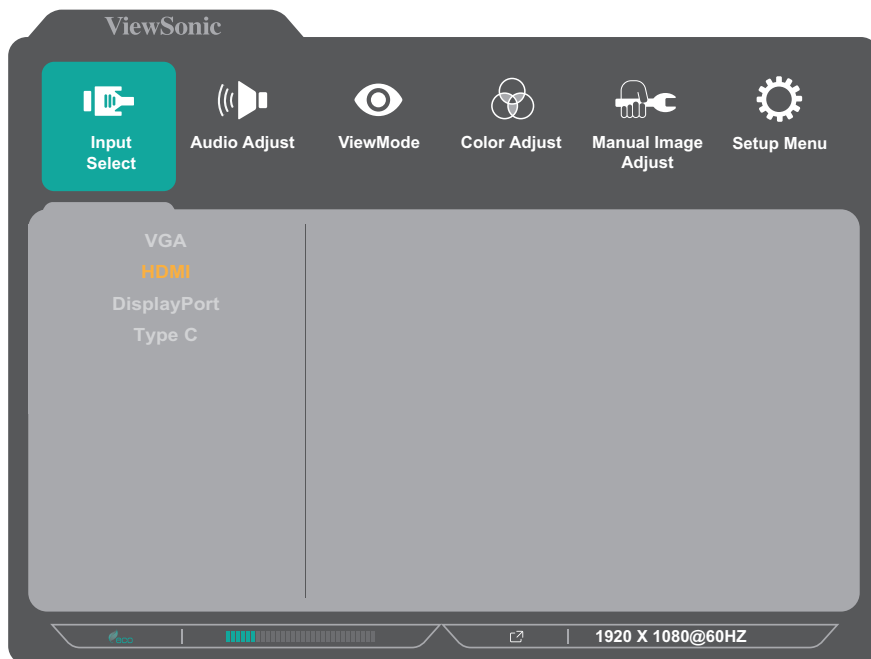 ViewSonic
Input
Select
Audio Adjust
ViewMode
Color Adjust
Manual Image
Adjust
Setup Menu
VGA
HDMI
DisplayPort
Type C
eco
1920 X 1080@60HZ